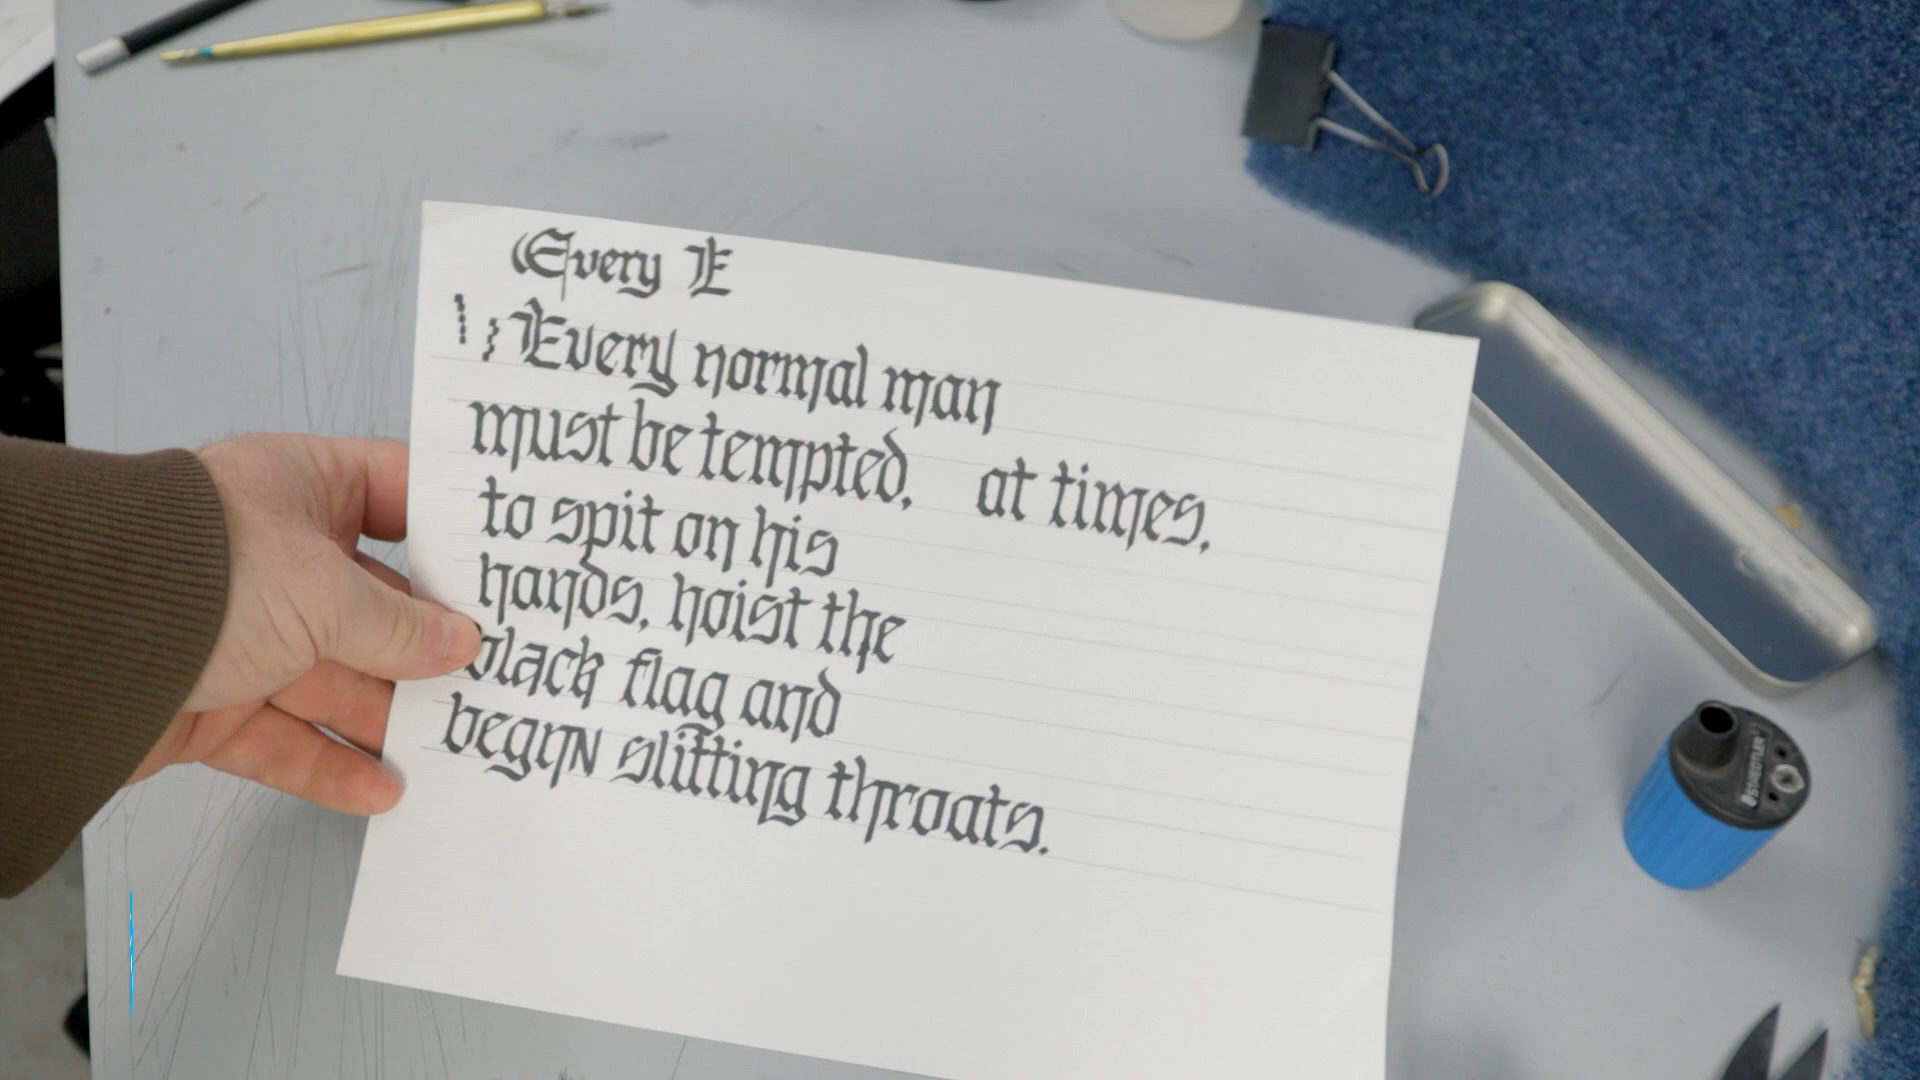 Every E
Every normal man
must be tempted, at times,
to spit on his
hands, hoist the
black flag and
begin slitting throats.
STAEDTLER